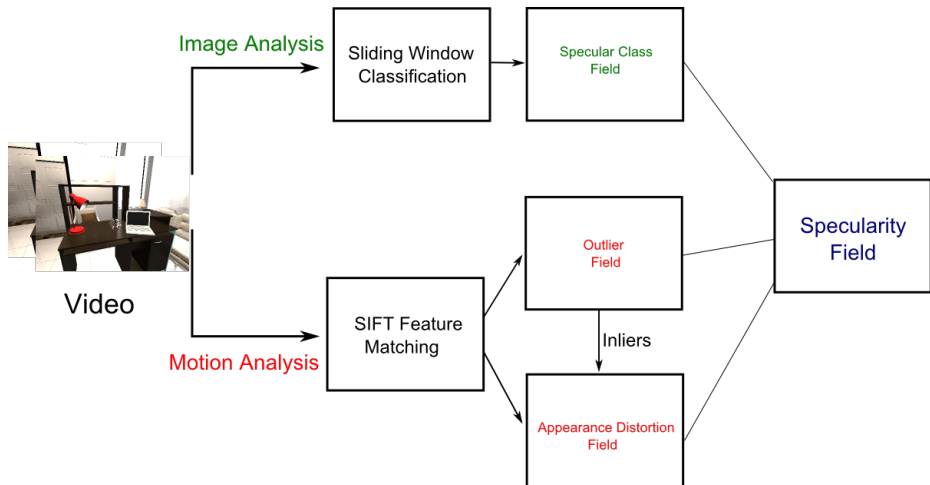 Image Analysis
Sliding Window
Classification
Specular Class
Field
Video
Motion Analysis
SIFT Feature
Matching
Outlier
Field
Inliers
Appearance Distortion
Field
Specularity
Field